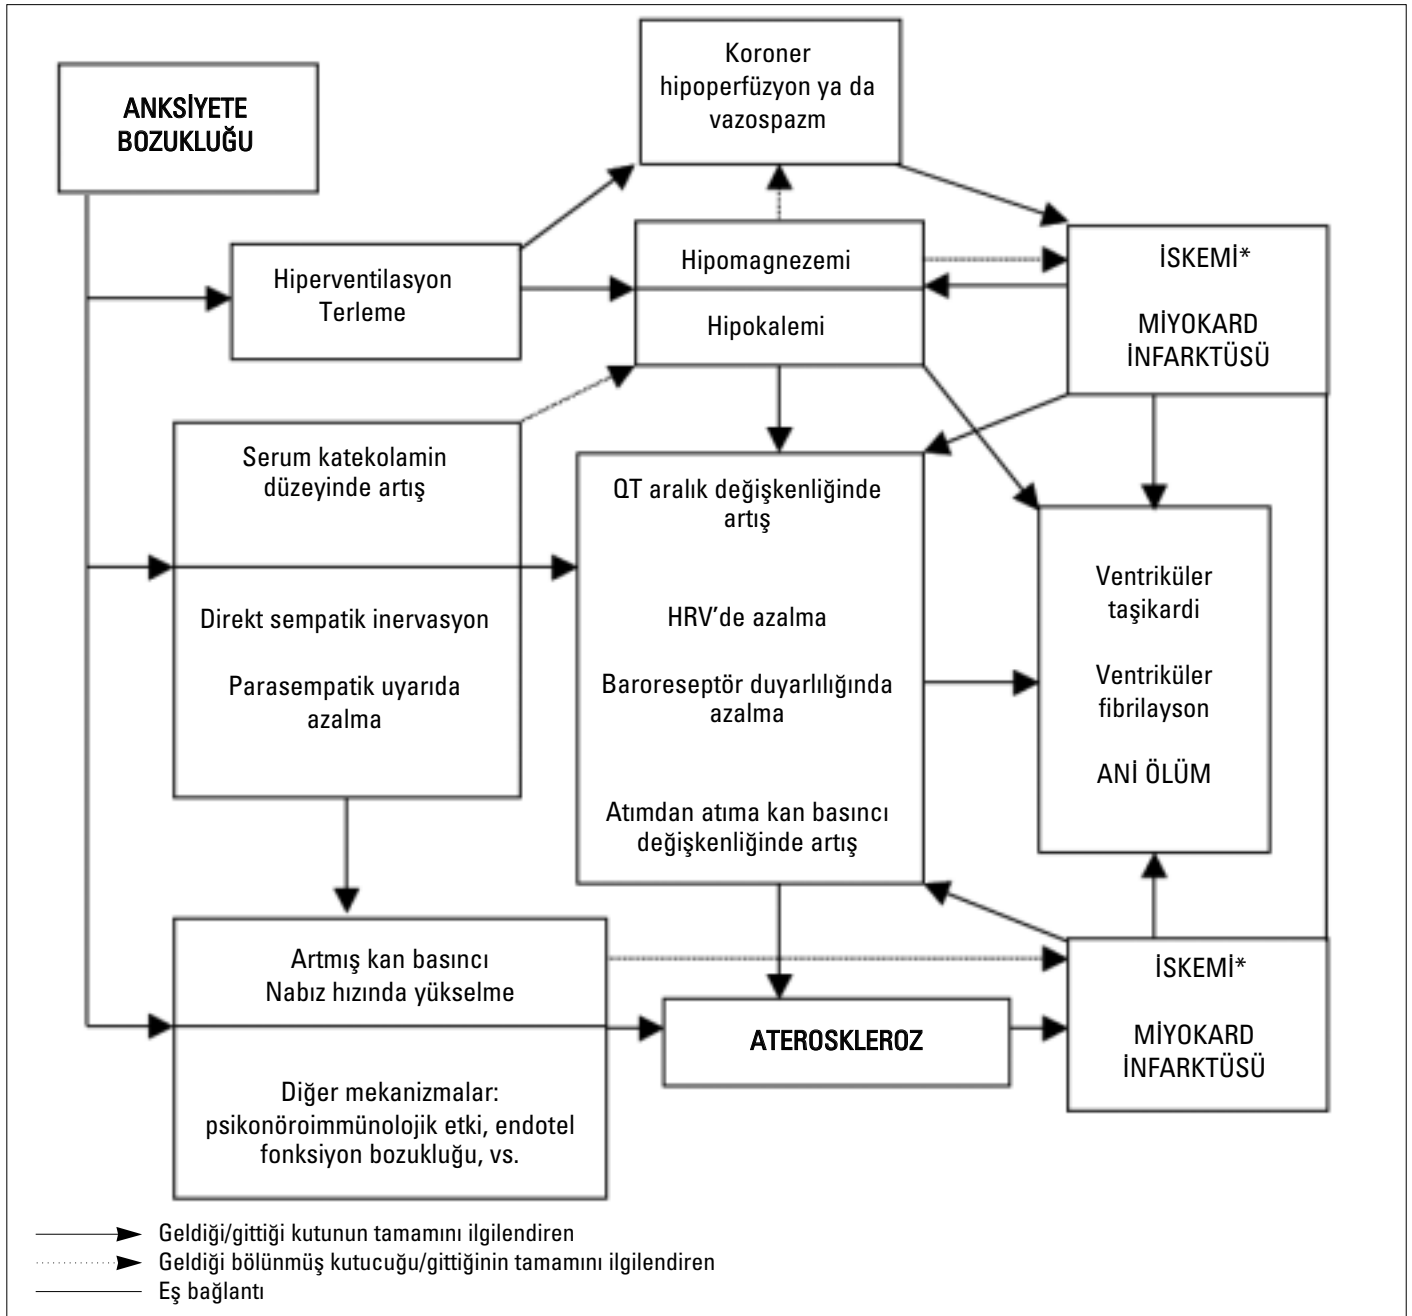 Koroner
hipoperfüzyon ya da
vazospazm
ANKSİYETE
BOZUKLUĞU
Hiperventilasyon
Terleme
Hipomagnezemi
Hipokalemi
İSKEMİ*
MİYOKARD
İNFARKTÜSÜ
Serum katekolamin
düzeyinde artış
Direkt sempatik inervasyon
Parasempatik uyarıda
azalma
QT aralık değişkenliğinde
artış
HRV’de azalma
Baroreseptör duyarlılığında
azalma
Atımdan atıma kan basıncı
değişkenliğinde artış
Ventriküler
taşikardi
Ventriküler
fibrilayson
ANİ ÖLÜM
Artmış kan basıncı
Nabız hızında yükselme
Diğer mekanizmalar:
psikonöroimmünolojik etki, endotel
fonksiyon bozukluğu, vs.
ATEROSKLEROZ
İSKEMİ*
MİYOKARD
İNFARKTÜSÜ
Geldiği/gittiği kutunun tamamını ilgilendiren
Geldiği bölünmüş kutucuğu/gittiğinin tamamını ilgilendiren
Eş bağlantı